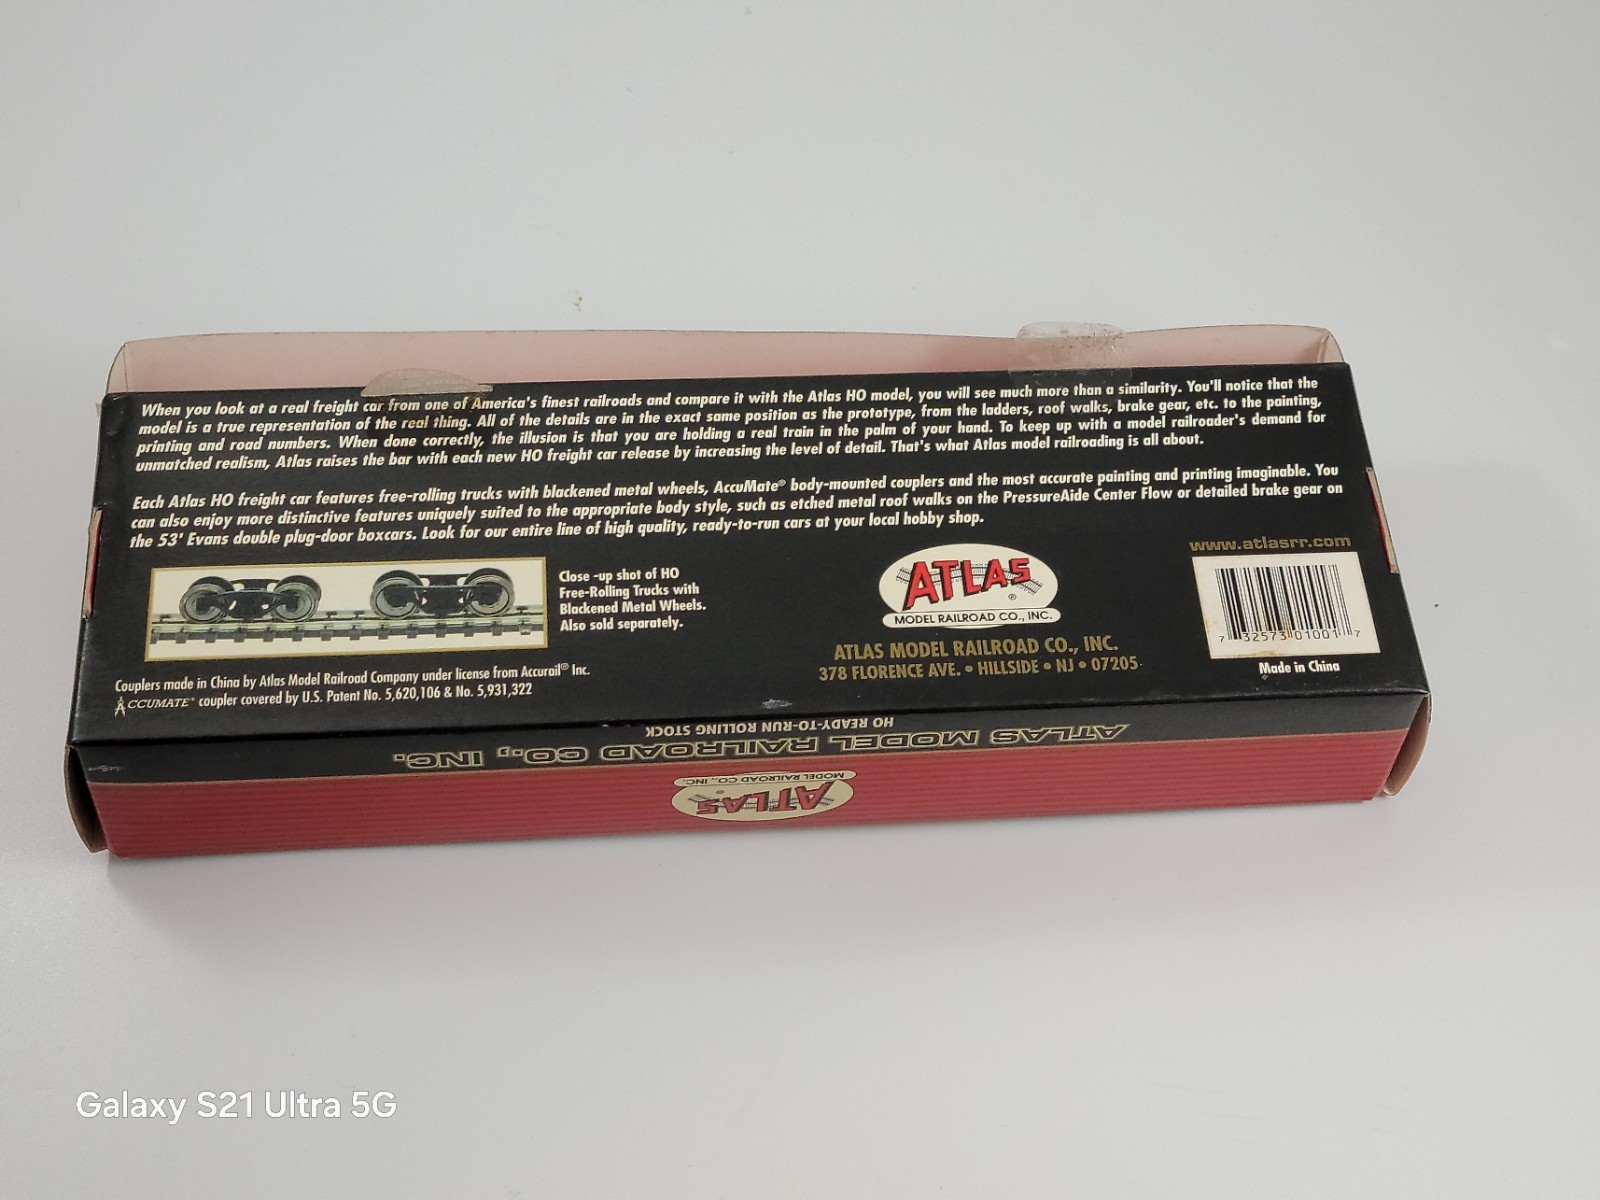 When you look at a real freight car from one of America's finest railroads and compare it with the Atlas HO model, you will see much more than a similarity. You'll notice that the
model is a true representation of the real thing. All of the details are in the exact same position as the prototype, from the ladders, roof walks, brake gear, etc. to the painting,
printing and road numbers. When done correctly, the illusion is that you are holding a real train in the palm of your hand. To keep up with a model railroader's demand for
unmatched realism, Atlas raises the bar with each new HO freight car release by increasing the level of detail. That's what Atlas model railroading is all about.
Each Atlas HO freight car features free-rolling trucks with blackened metal wheels, AccuMate® body-mounted couplers and the most accurate painting and printing imaginable. You
can also enjoy more distinctive features uniquely suited to the appropriate body style, such as etched metal roof walks on the PressureAide Center Flow or detailed brake gear on
the 53' Evans double plug-door boxcars. Look for our entire line of high quality, ready-to-run cars at your local hobby shop.
Close -up shot of HO
Free-Rolling Trucks with
Blackened Metal Wheels.
Also sold separately.
Couplers made in China by Atlas Model Railroad Company under license from Accurail® Inc.
ACCUMATE® coupler covered by U.S. Patent No. 5,620,106 & No. 5,931,322
ATLAS
®
MODEL RAILROAD CO., INC.
ATLAS MODEL RAILROAD CO., INC.
378 FLORENCE AVE. • HILLSIDE • NJ • 07205
www.atlasrr.com
7 32573 01001 7
Made in China
HO READY-TO-RUN ROLLING STOCK
ATLAS MODEL RAILROAD CO., INC.
MODEL RAILROAD CO., INC.
ATLAS
®
Galaxy S21 Ultra 5G